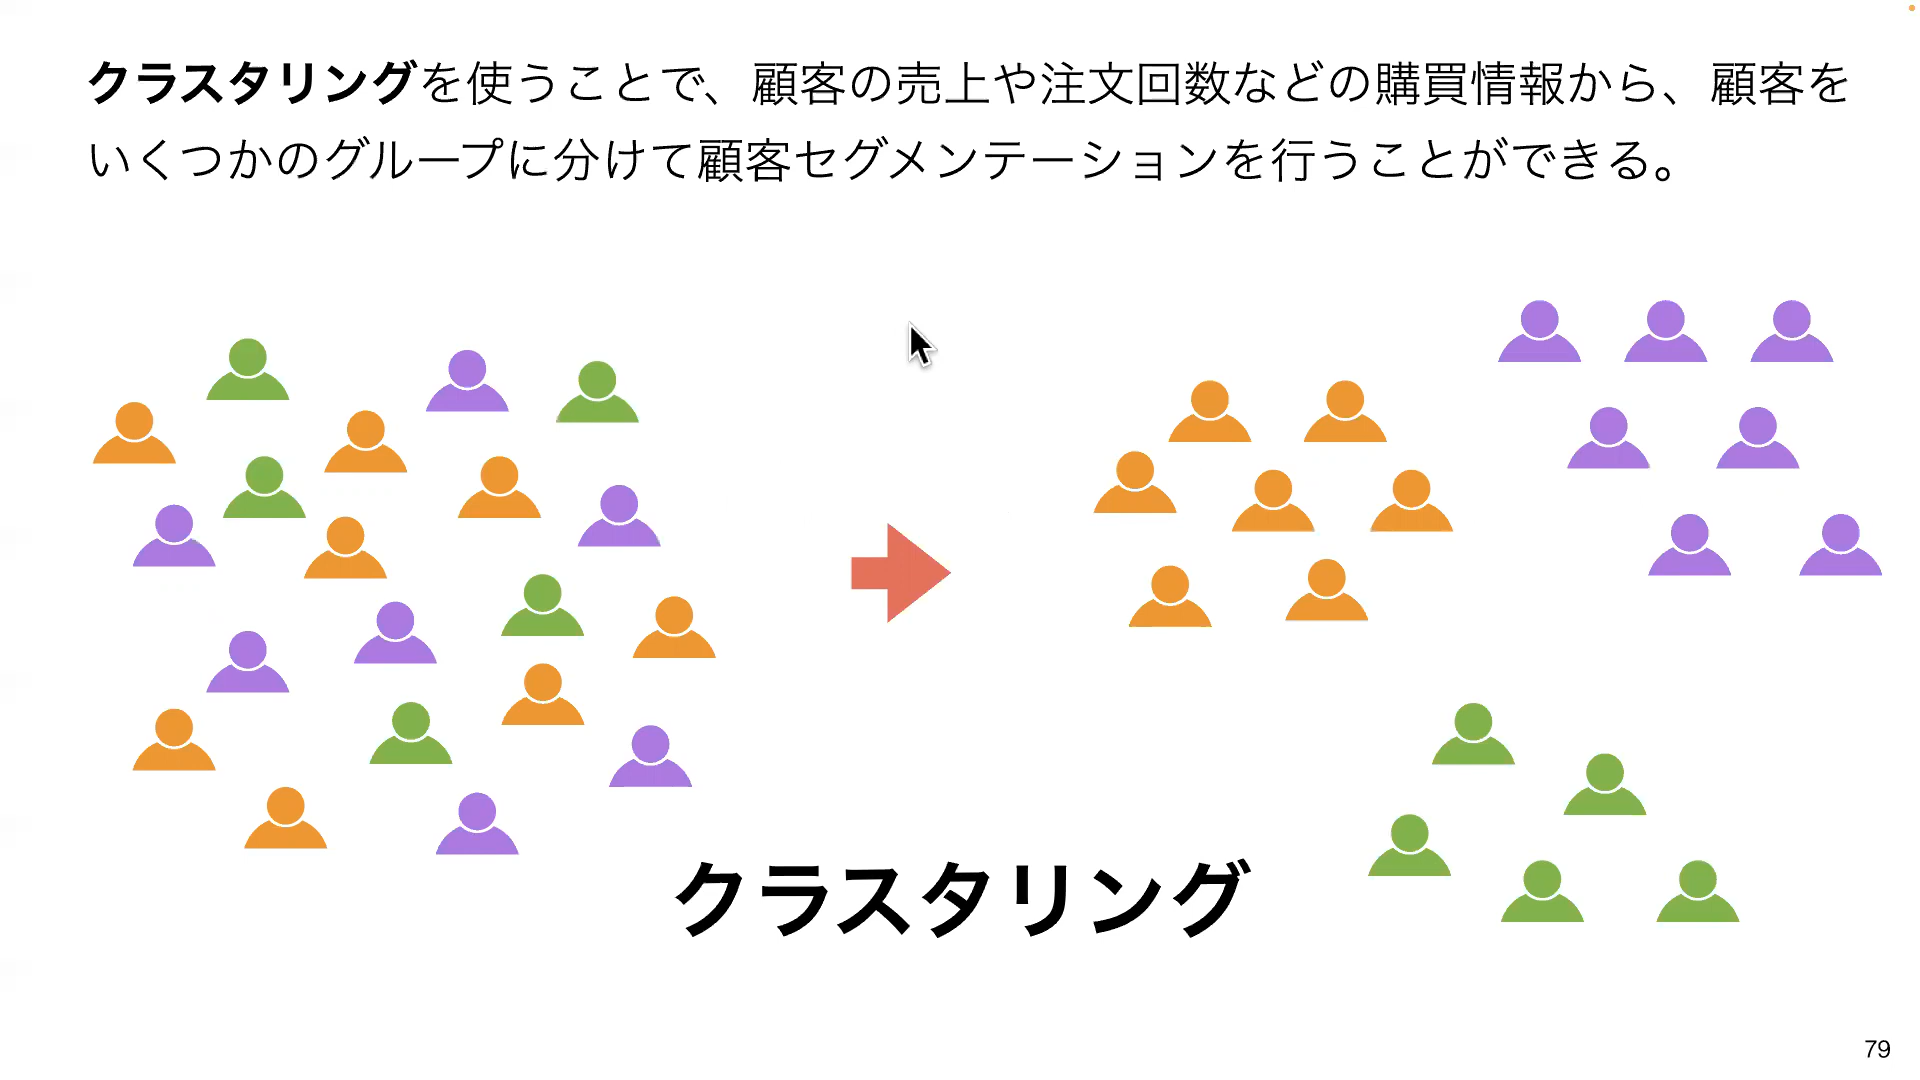 クラスタリングを使うことで、顧客の売上や注文回数などの購買情報から、顧客を
いくつかのグループに分けて顧客セグメンテーションを行うことができる。
クラスタリング
79